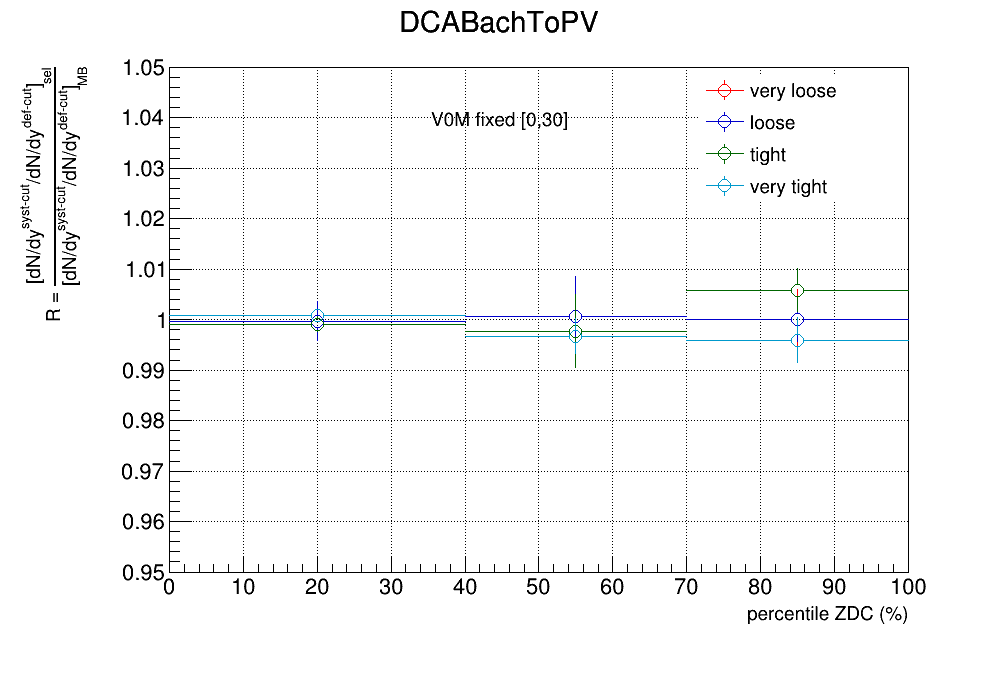 DCABachToPV
R = [dN/dy^syst-cut/dN/dy^def-cut]_sel
[dN/dy^syst-cut/dN/dy^def-cut]_MB
1.05
1.04
1.03
1.02
1.01
1
0.99
0.98
0.97
0.96
0.95
V0M fixed [0,30]
very loose
loose
tight
very tight
0 10 20 30 40 50 60 70 80 90 100
percentile ZDC (%)